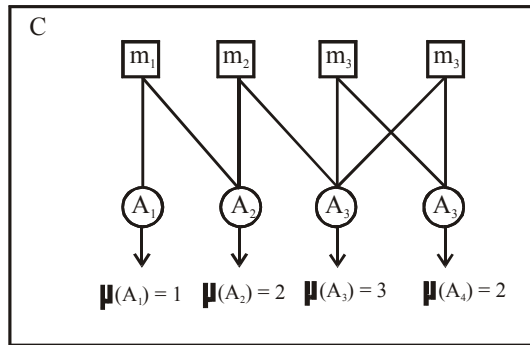 C
m₁ m₂ m₃ m₃
A₁ A₂ A₃ A₃
μ(A₁) = 1 μ(A₂) = 2 μ(A₃) = 3 μ(A₄) = 2